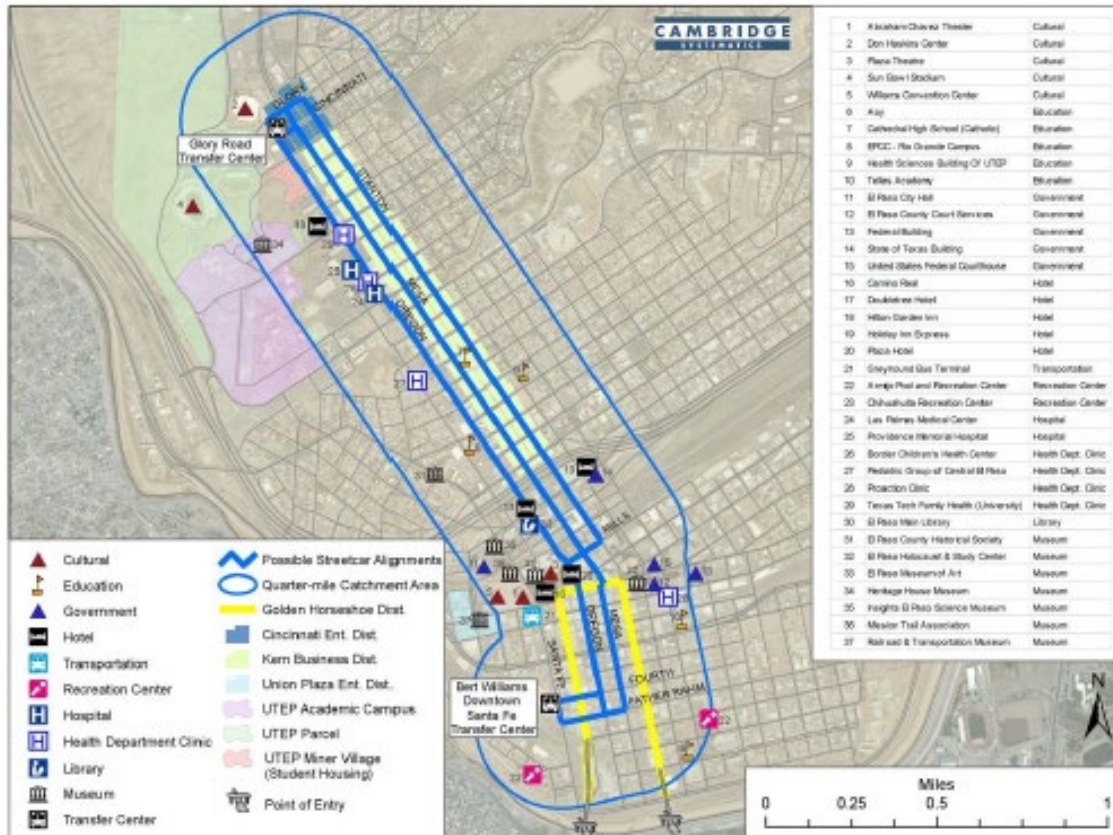 CAMBRIDGE
SYSTEMATICS
1 Abraham Chavez Theater Cultural
2 Don Haskins Center Cultural
3 Plaza Theatre Cultural
4 Sun Bowl Stadium Cultural
5 Williams Convention Center Cultural
6 Education
7 Cathedral High School (Catholic) Education
8 EPCC - Rio Grande Campus Education
9 Health Sciences Building Of UTEP Education
10 Telles Academy Education
11 El Paso City Hall Government
12 El Paso County Court Services Government
13 Federal Building Government
14 State of Texas Building Government
15 United States Federal Courthouse Government
16 Camino Real Hotel
17 Doubletree Hotel Hotel
18 Hilton Garden Inn Hotel
19 Holiday Inn Express Hotel
20 Plaza Hotel Hotel
21 Greyhound Bus Terminal Transportation
22 Armijo Pool and Recreation Center Recreation Center
23 Chihuahuita Recreation Center Recreation Center
24 Las Palmas Medical Center Hospital
25 Providence Memorial Hospital Hospital
26 Border Children's Health Center Health Dept. Clinic
27 Pediatric Group of Central El Paso Health Dept. Clinic
28 Proaction Clinic Health Dept. Clinic
29 Texas Tech Family Health (University) Health Dept. Clinic
30 El Paso Main Library Library
31 El Paso County Historical Society Museum
32 El Paso Holocaust & Study Center Museum
33 El Paso Museum of Art Museum
34 Heritage House Museum Museum
35 Insights El Paso Science Museum Museum
36 Mission Trail Association Museum
37 Railroad & Transportation Museum Museum
GLORY
CINCINNATI
Glory Road
Transfer Center
STANTON
MESA
OREGON
MILLS
SANTA FE
OREGON
MESA
FOURTH
FATHER RAHM
Bert Williams
Downtown
Santa Fe
Transfer Center
Cultural
Education
Government
Hotel
Transportation
Recreation Center
Hospital
Health Department Clinic
Library
Museum
Transfer Center
Possible Streetcar Alignments
Quarter-mile Catchment Area
Golden Horseshoe Dist.
Cincinnati Ent. Dist.
Kern Business Dist.
Union Plaza Ent. Dist.
UTEP Academic Campus
UTEP Parcel
UTEP Miner Village
(Student Housing)
Point of Entry
N
Miles
0 0.25 0.5 1